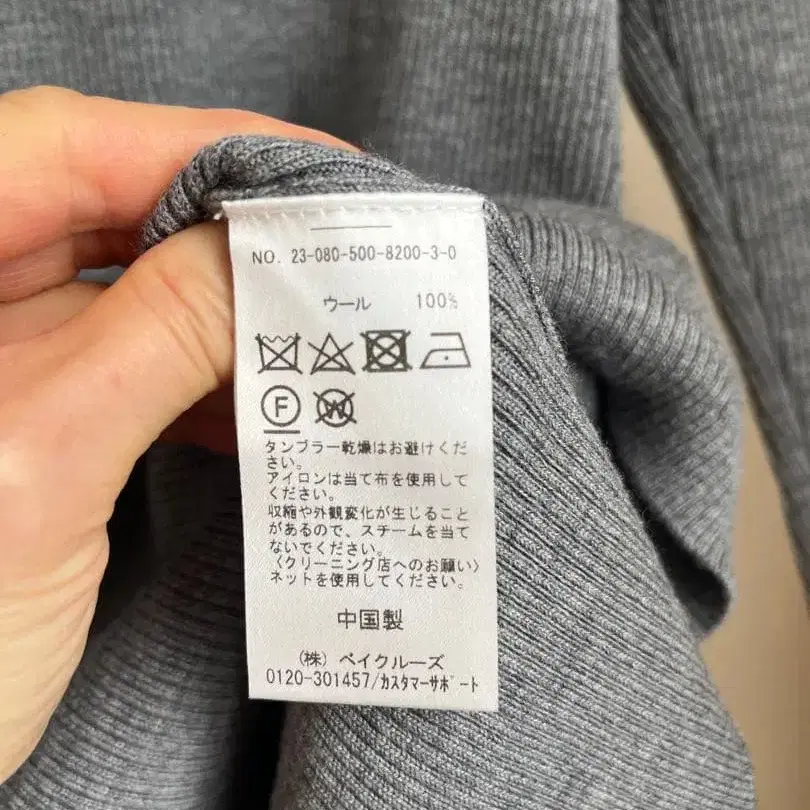 NO. 23-080-500-8200-3-0
ウール 100%
F W
タンブラー乾燥はお避けくだ
さい。
アイロンは当て布を使用して
ください。
収縮や外観変化が生じること
があるので、スチームを当て
ないでください。
〈クリーニング店へのお願い〉
ネットを使用してください。
中国製
(株) ベイクルーズ
0120-301457/カスタマーサポート